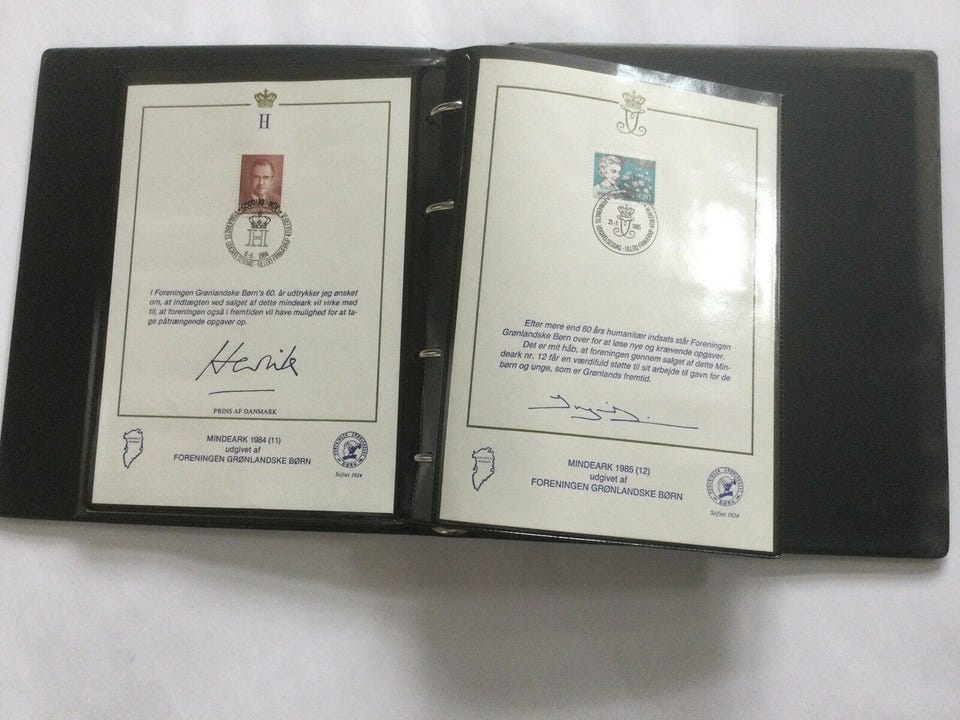 H
6-6 1984
I Foreningen Grønlandske Børn's 60. år udtrykker jeg ønsket
om, at indtægten ved salget af dette mindeark vil virke med
til, at foreningen også i fremtiden vil have mulighed for at ta-
ge påtrængende opgaver op.
Henrik
PRINS AF DANMARK
MINDEARK 1984 (11)
udgivet af
FORENINGEN GRØNLANDSKE BØRN
Stiftet 1924
Efter mere end 60 års humanitær indsats står Foreningen
Grønlandske Børn over for at løse nye og krævende opgaver.
Det er mit håb, at foreningen gennem salget af dette Min-
deark nr. 12 får en værdifuld støtte til sit arbejde til gavn for de
børn og unge, som er Grønlands fremtid.
Ingrid
MINDEARK 1985 (12)
udgivet af
FORENINGEN GRØNLANDSKE BØRN
Stiftet 1924